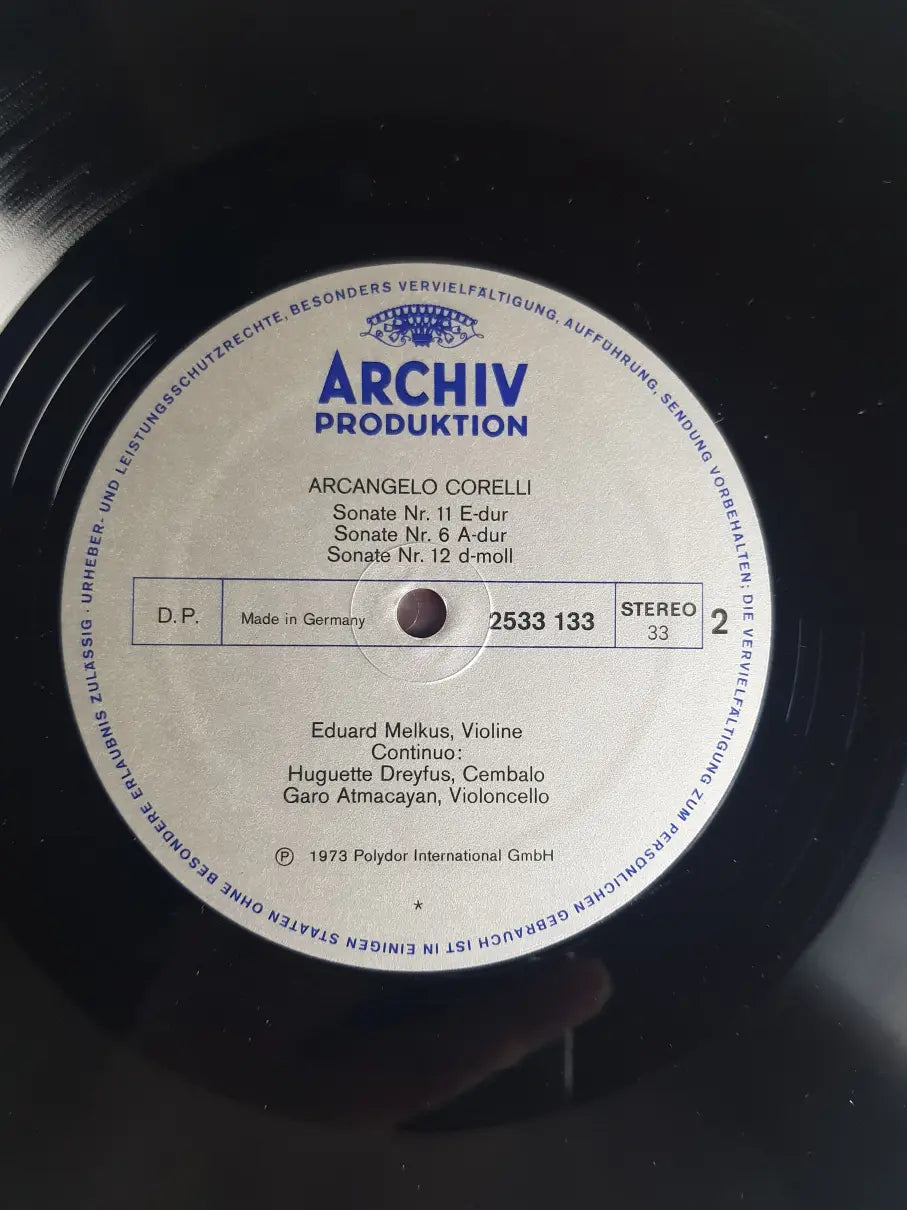 URHEBER- UND LEISTUNGSSCHUTZRECHTE, BESONDERS VERVIELFÄLTIGUNG, AUFFÜHRUNG, SENDUNG VORBEHALTEN; DIE VERVIELFÄLTIGUNG ZUM PERSÖNLICHEN GEBRAUCH IST IN EINIGEN STAATEN OHNE BESONDERE ERLAUBNIS ZULÄSSIG ·
ARCHIV
PRODUKTION
ARCANGELO CORELLI
Sonate Nr. 11 E-dur
Sonate Nr. 6 A-dur
Sonate Nr. 12 d-moll
D.P. Made in Germany 2533 133 STEREO 2
33
Eduard Melkus, Violine
Continuo:
Huguette Dreyfus, Cembalo
Garo Atmacayan, Violoncello
℗ 1973 Polydor International GmbH
*